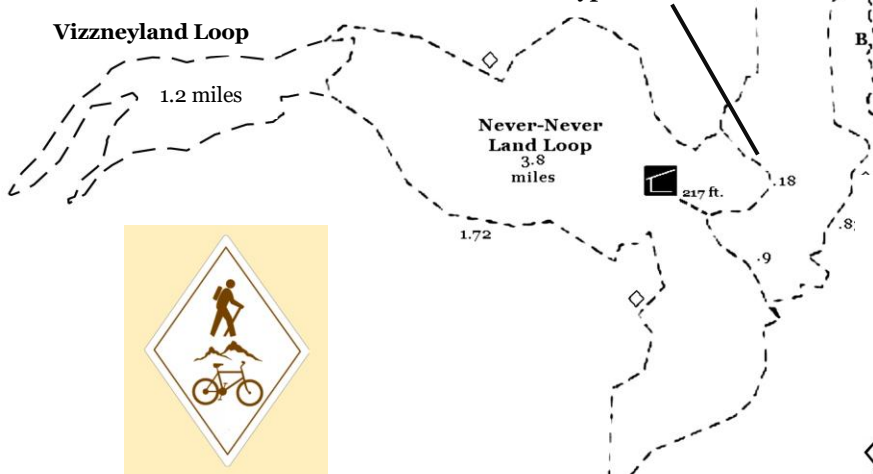 Vizzneyland Loop
1.2 miles
Never-Never
Land Loop
3.8
miles
217 ft.
.18
1.72
.9
B